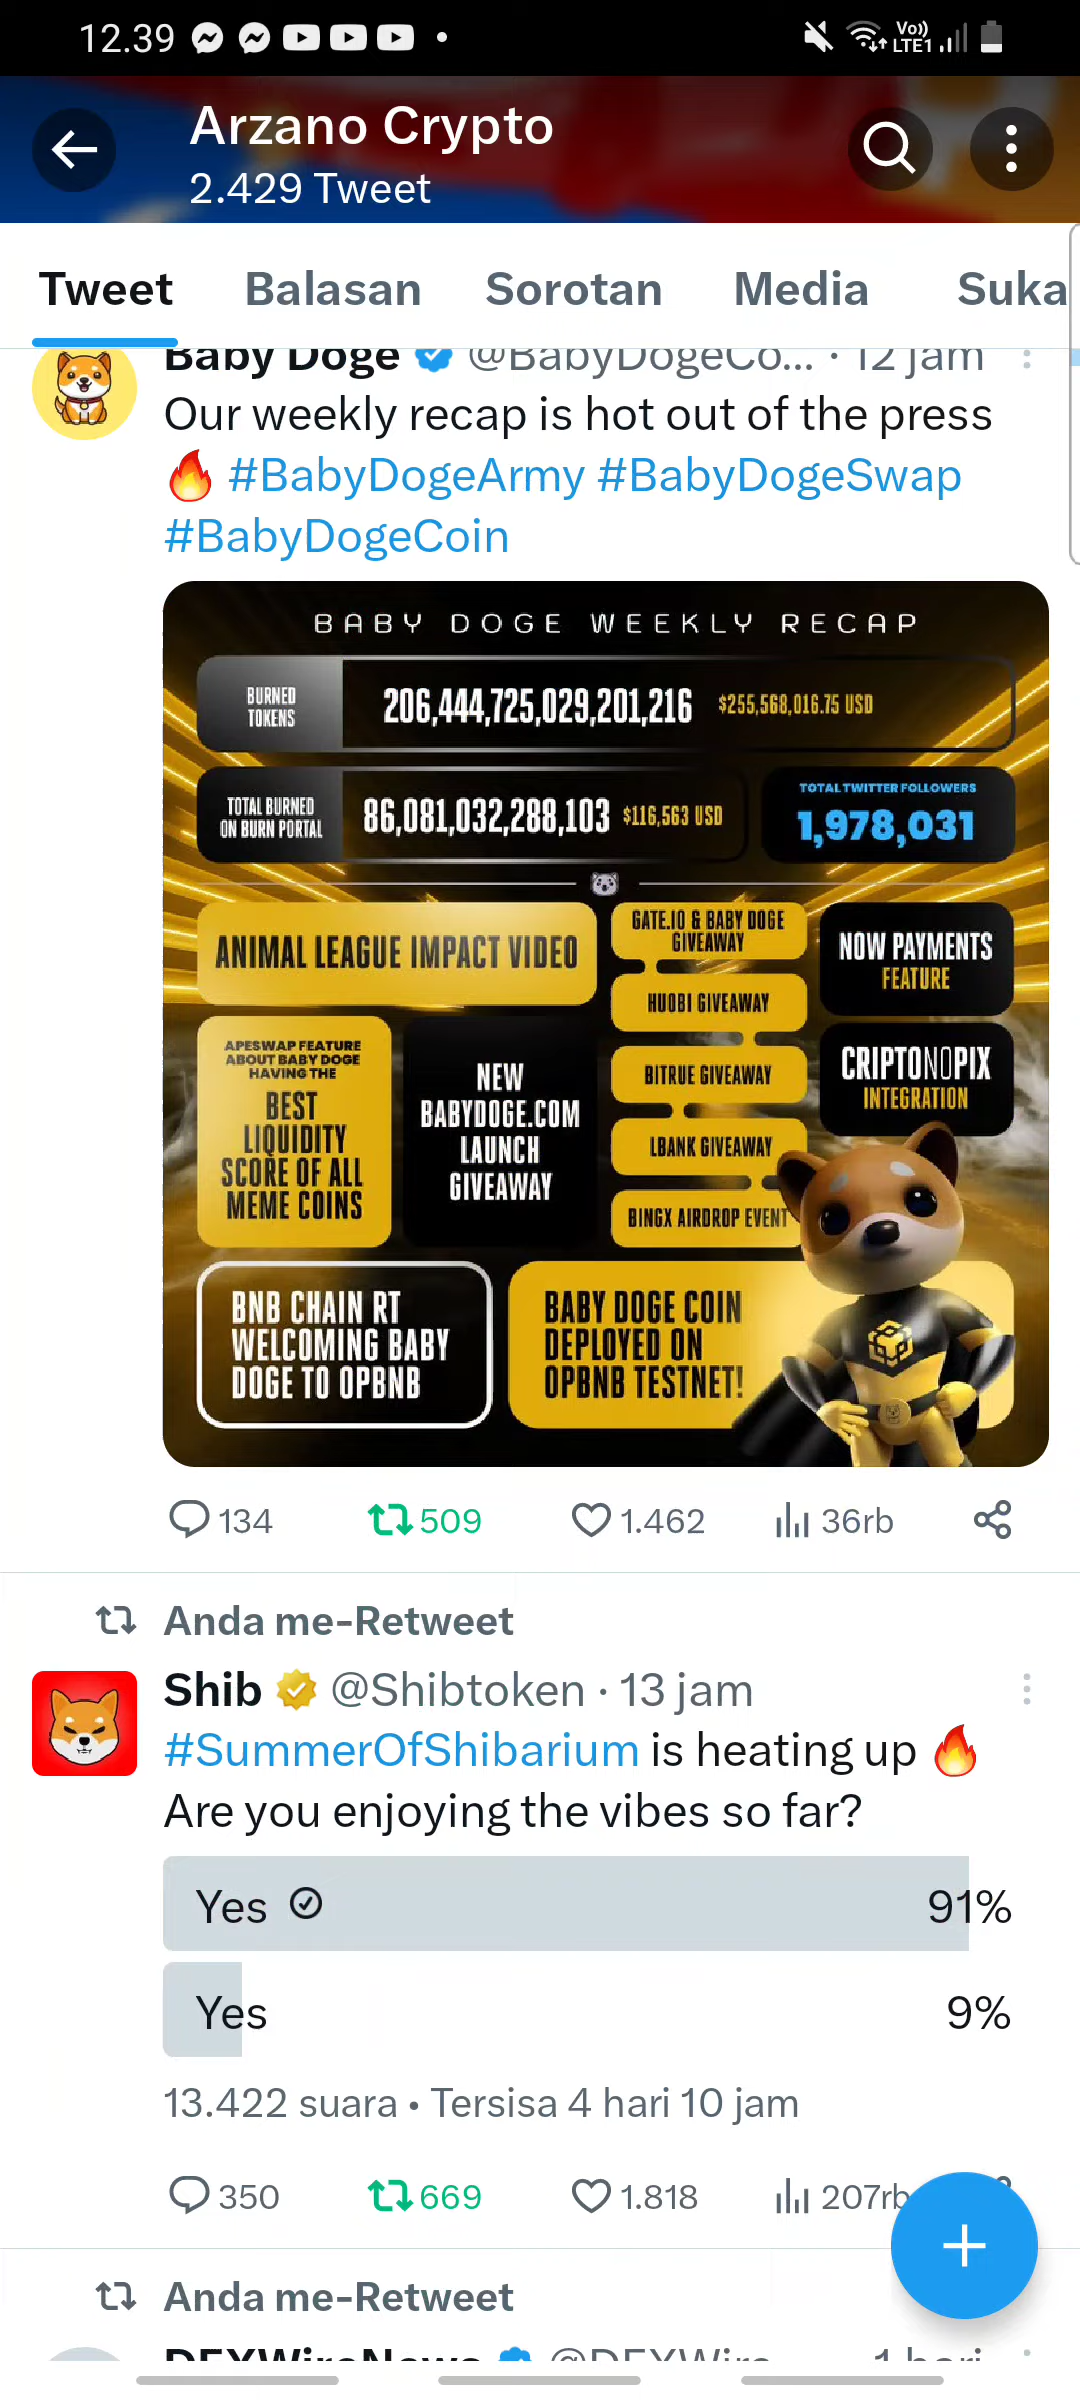 12.39
Vo))
LTE1
Arzano Crypto
2.429 Tweet
Tweet Balasan Sorotan Media Suka
Baby Doge @BabyDogeCo... · 12 jam
Our weekly recap is hot out of the press
🔥 #BabyDogeArmy #BabyDogeSwap
#BabyDogeCoin
BABY DOGE WEEKLY RECAP
BURNED
TOKENS
206,444,725,029,201,216 $255,568,016.75 USD
TOTAL BURNED
ON BURN PORTAL
86,081,032,288,103 $116,563 USD
TOTAL TWITTER FOLLOWERS
1,978,031
ANIMAL LEAGUE IMPACT VIDEO
GATE.IO & BABY DOGE
GIVEAWAY
NOW PAYMENTS
FEATURE
HUOBI GIVEAWAY
APESWAP FEATURE
ABOUT BABY DOGE
HAVING THE
BEST
LIQUIDITY
SCORE OF ALL
MEME COINS
NEW
BABYDOGE.COM
LAUNCH
GIVEAWAY
BITRUE GIVEAWAY
CRIPTONOPIX
INTEGRATION
LBANK GIVEAWAY
BINGX AIRDROP EVENT
BNB CHAIN RT
WELCOMING BABY
DOGE TO OPBNB
BABY DOGE COIN
DEPLOYED ON
OPBNB TESTNET!
134 509 1.462 36rb
Anda me-Retweet
Shib @Shibtoken · 13 jam
#SummerOfShibarium is heating up 🔥
Are you enjoying the vibes so far?
Yes 91%
Yes 9%
13.422 suara • Tersisa 4 hari 10 jam
350 669 1.818 207rb
Anda me-Retweet
DEXWireNews @DEXWire... 1 hari